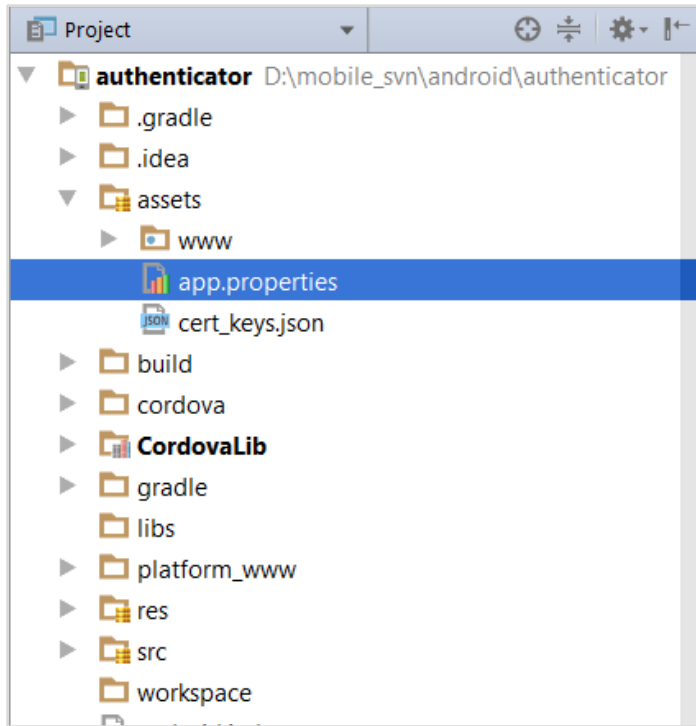 Project
authenticator D:\mobile_svn\android\authenticator
.gradle
.idea
assets
www
app.properties
JSON cert_keys.json
build
cordova
CordovaLib
gradle
libs
platform_www
res
src
workspace